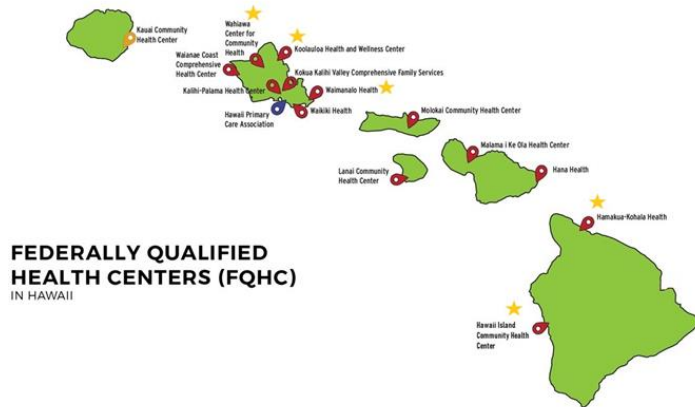 Kauai Community
Health Center
Wahiawa
Center for
Community
Health
Koolauloa Health and Wellness Center
Waianae Coast
Comprehensive
Health Center
Kokua Kalihi Valley Comprehensive Family Services
Kalihi-Palama Health Center
Waimanalo Health
Hawaii Primary
Care Association
Waikiki Health
Molokai Community Health Center
Malama i Ke Ola Health Center
Lanai Community
Health Center
Hana Health
Hamakua-Kohala Health
FEDERALLY QUALIFIED
HEALTH CENTERS (FQHC)
IN HAWAII
Hawaii Island
Community Health
Center